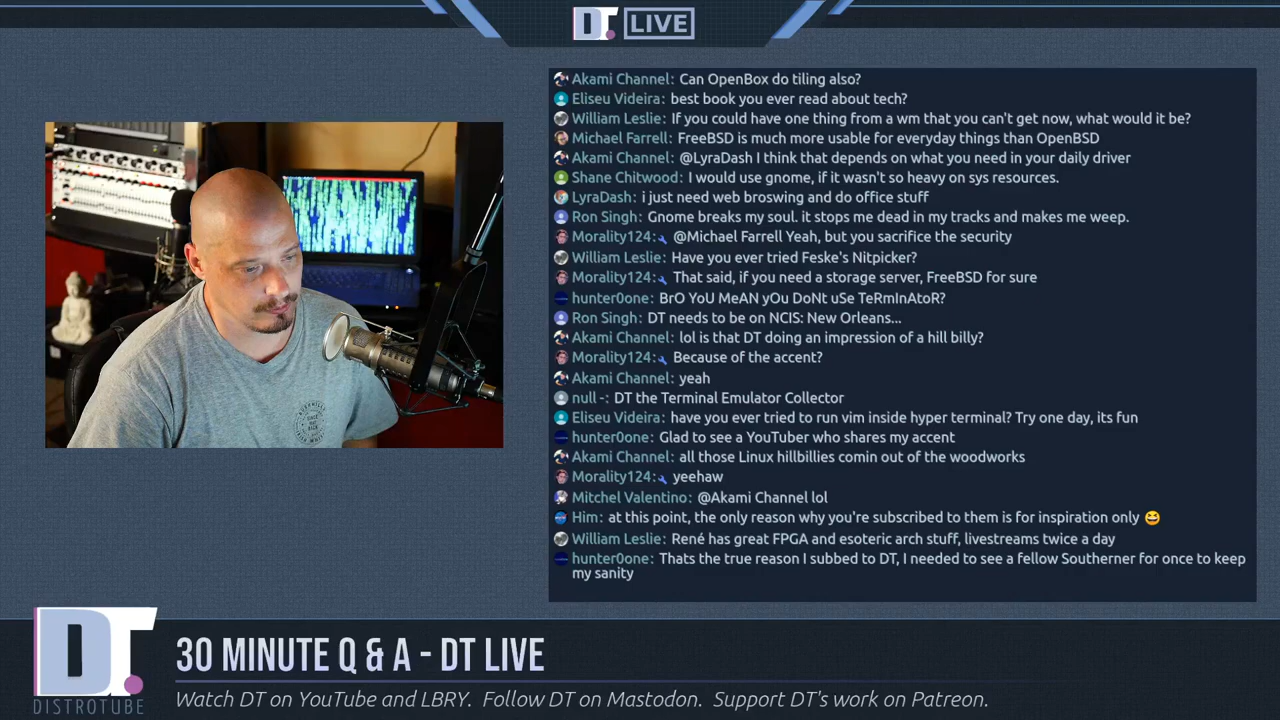 DT.
LIVE
Akami Channel: Can OpenBox do tiling also?
Eliseu Videira: best book you ever read about tech?
William Leslie: If you could have one thing from a wm that you can't get now, what would it be?
Michael Farrell: FreeBSD is much more usable for everyday things than OpenBSD
Akami Channel: @LyraDash I think that depends on what you need in your daily driver
Shane Chitwood: I would use gnome, if it wasn't so heavy on sys resources.
LyraDash: i just need web broswing and do office stuff
Ron Singh: Gnome breaks my soul. it stops me dead in my tracks and makes me weep.
Morality124: @Michael Farrell Yeah, but you sacrifice the security
William Leslie: Have you ever tried Feske's Nitpicker?
Morality124: That said, if you need a storage server, FreeBSD for sure
hunter0one: BrO YoU MeAN yOu DoNt uSe TeRmInAtoR?
Ron Singh: DT needs to be on NCIS: New Orleans...
Akami Channel: lol is that DT doing an impression of a hill billy?
Morality124: Because of the accent?
Akami Channel: yeah
null -: DT the Terminal Emulator Collector
Eliseu Videira: have you ever tried to run vim inside hyper terminal? Try one day, its fun
hunter0one: Glad to see a YouTuber who shares my accent
Akami Channel: all those Linux hillbillies comin out of the woodworks
Morality124: yeehaw
Mitchel Valentino: @Akami Channel lol
Him: at this point, the only reason why you're subscribed to them is for inspiration only 😆
William Leslie: René has great FPGA and esoteric arch stuff, livestreams twice a day
hunter0one: Thats the true reason I subbed to DT, I needed to see a fellow Southerner for once to keep
my sanity
DT.
DISTROTUBE
30 MINUTE Q & A - DT LIVE
Watch DT on YouTube and LBRY. Follow DT on Mastodon. Support DT's work on Patreon.